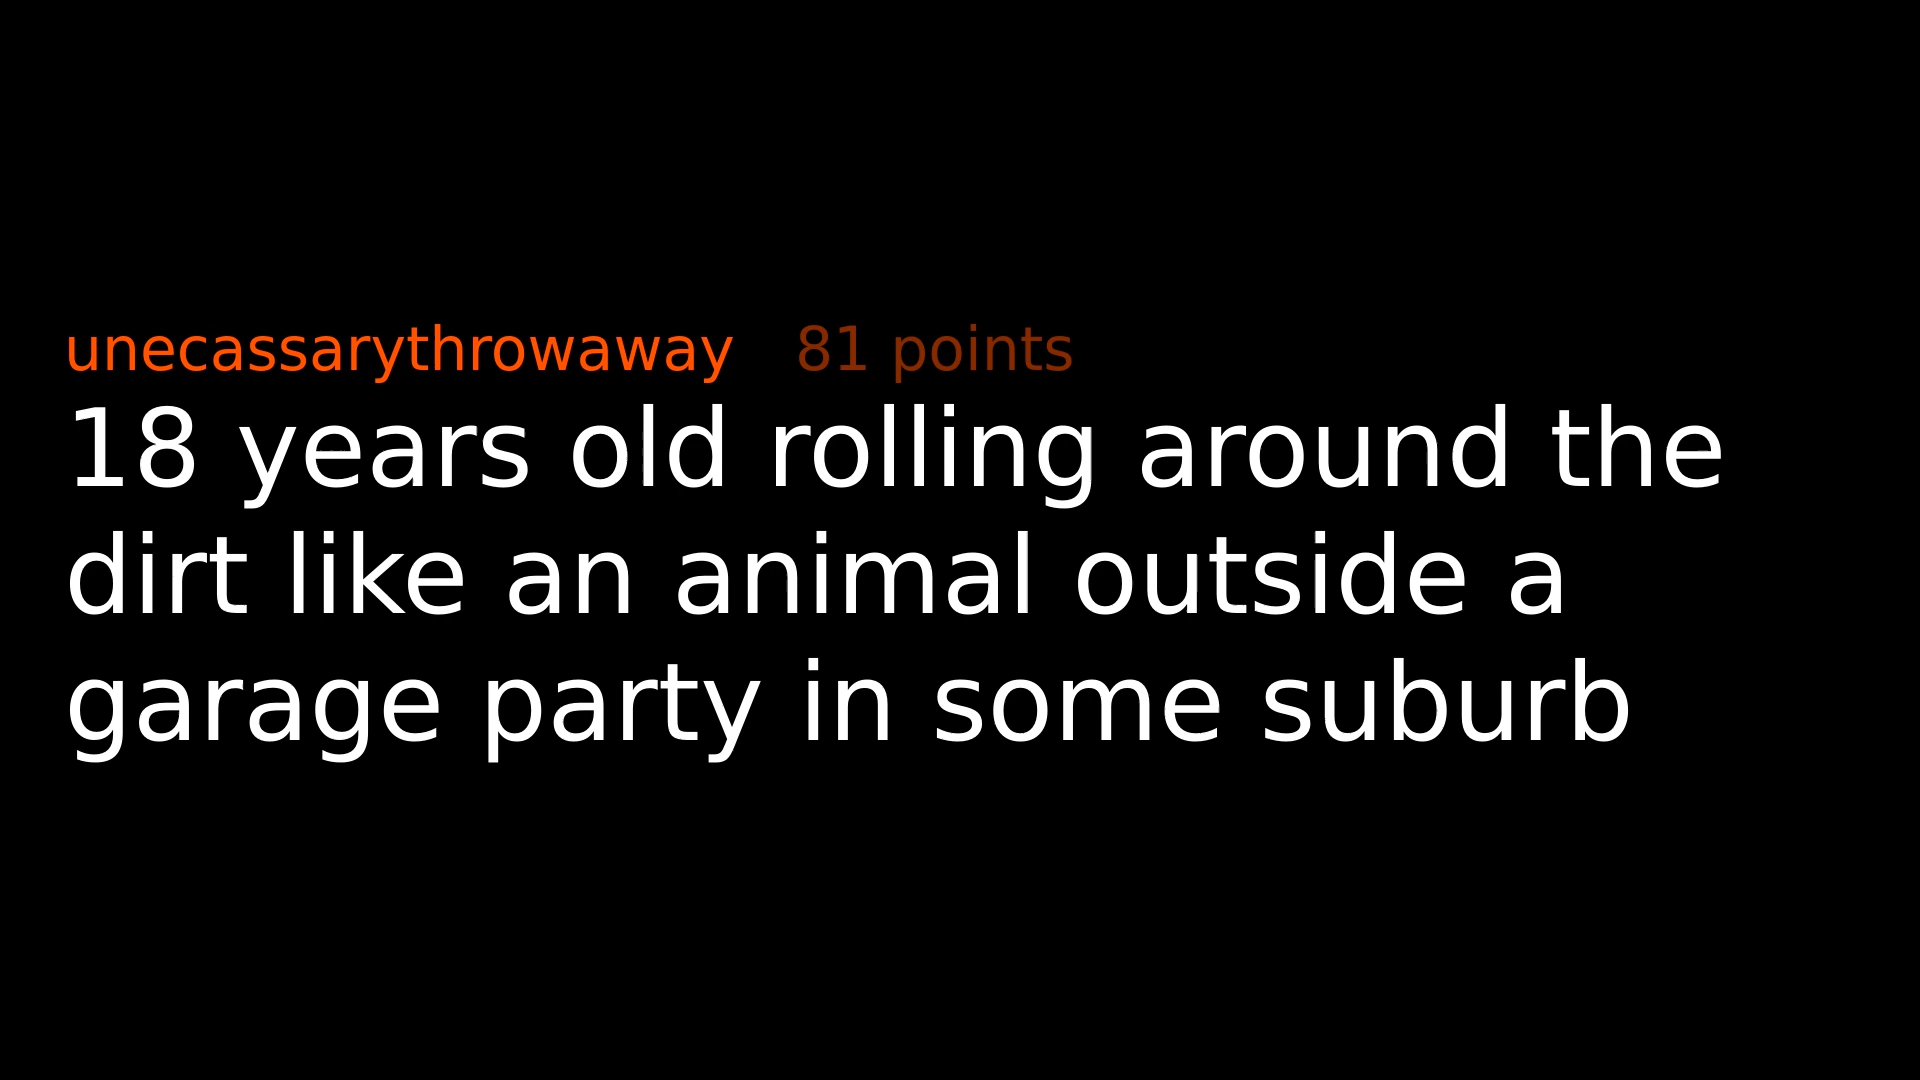 unecassarythrowaway 81 points
18 years old rolling around the
dirt like an animal outside a
garage party in some suburb